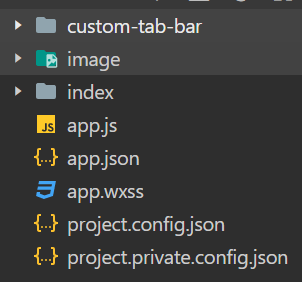 custom-tab-bar
image
index
JS app.js
{..} app.json
app.wxss
{..} project.config.json
{..} project.private.config.json